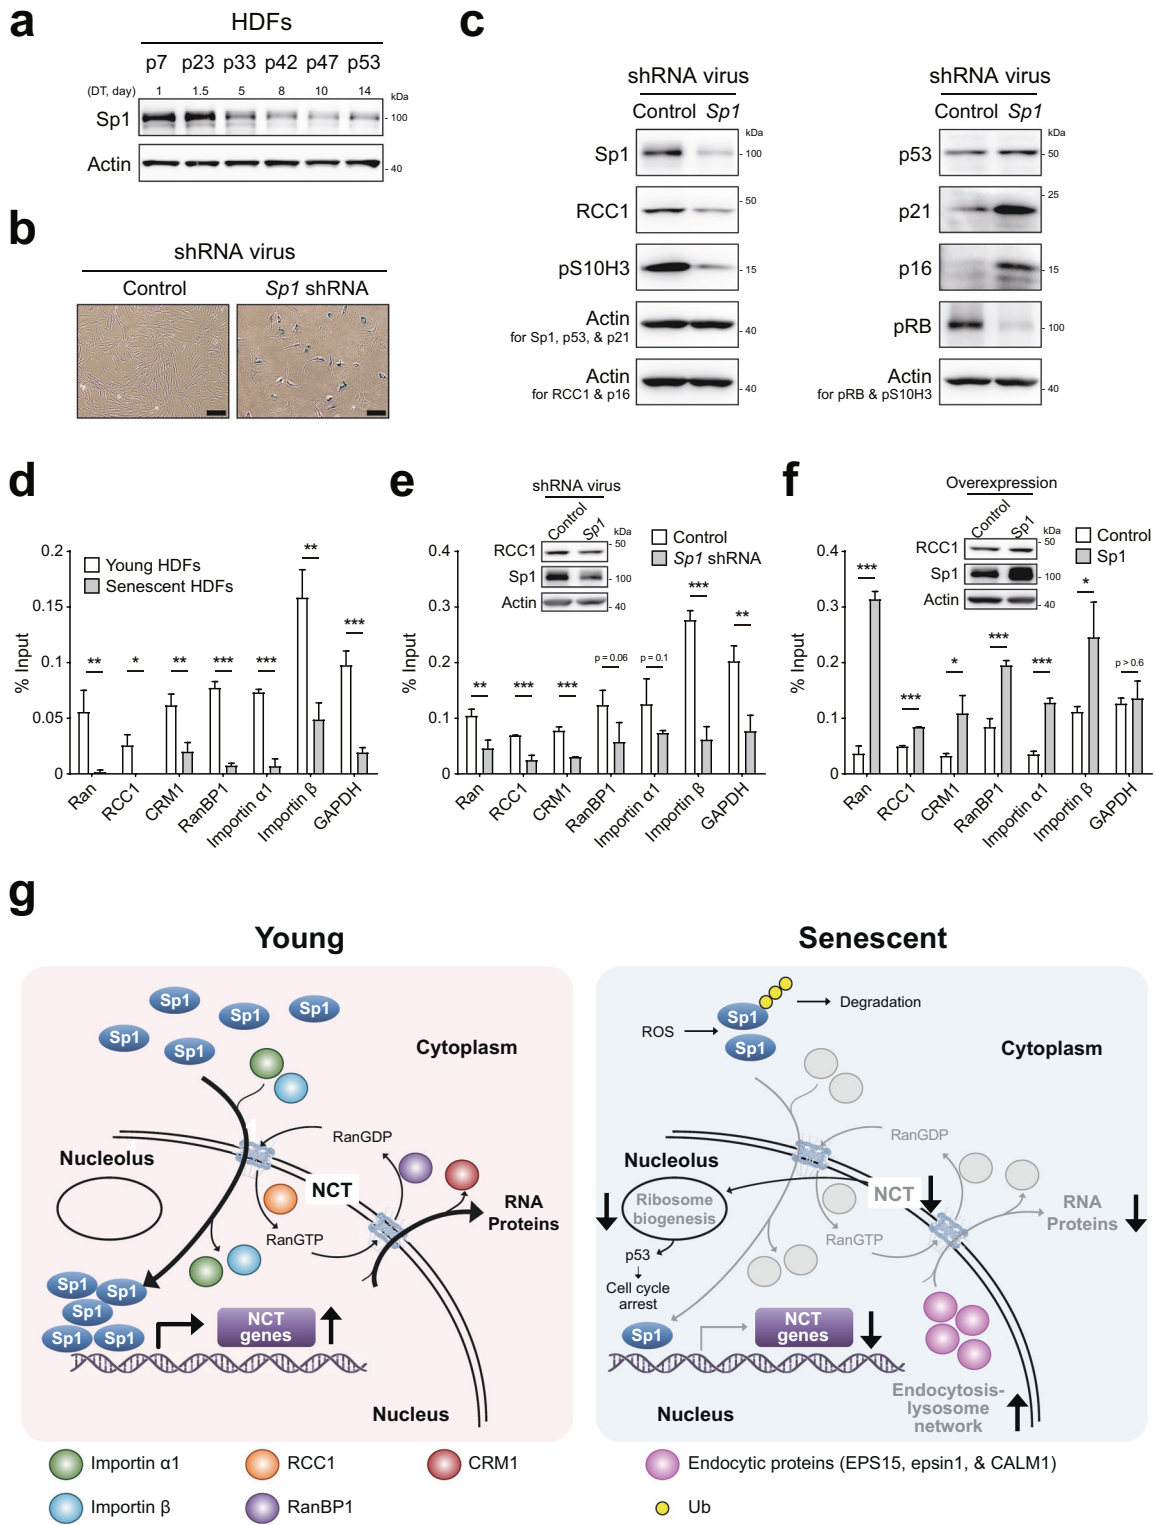 a
HDFs
p7 p23 p33 p42 p47 p53
(DT, day) 1 1.5 5 8 10 14
kDa
Sp1
100
Actin
40
b
shRNA virus
Control Sp1 shRNA
c
shRNA virus
Control Sp1
kDa
Sp1
100
RCC1
50
pS10H3
15
Actin
for Sp1, p53, & p21
40
Actin
for RCC1 & p16
40
shRNA virus
Control Sp1
kDa
p53
50
p21
25
p16
15
pRB
100
Actin
for pRB & pS10H3
40
d
% Input
0.2
0.15
0.1
0.05
0
Young HDFs
Senescent HDFs
** * ** *** *** ** ***
Ran RCC1 CRM1 RanBP1 Importin α1 Importin β GAPDH
e
shRNA virus
Control Sp1
kDa
RCC1
50
Sp1
100
Actin
40
Control
Sp1 shRNA
% Input
0.4
0.3
0.2
0.1
0
** *** *** p = 0.06 p = 0.1 *** **
Ran RCC1 CRM1 RanBP1 Importin α1 Importin β GAPDH
f
Overexpression
Control Sp1
kDa
RCC1
50
Sp1
100
Actin
40
Control
Sp1
% Input
0.4
0.3
0.2
0.1
0
*** *** * *** *** * p > 0.6
Ran RCC1 CRM1 RanBP1 Importin α1 Importin β GAPDH
g
Young
Sp1
Sp1
Sp1
Sp1
Sp1
Cytoplasm
RanGDP
Nucleolus
NCT
RNA
Proteins
RanGTP
Sp1
Sp1
Sp1
Sp1
Sp1
NCT
genes
Nucleus
Senescent
Sp1
Degradation
ROS
Sp1
Cytoplasm
RanGDP
Nucleolus
Ribosome
biogenesis
NCT
RNA
Proteins
RanGTP
p53
Cell cycle
arrest
Sp1
NCT
genes
Endocytosis-
lysosome
network
Nucleus
Importin α1
RCC1
CRM1
Endocytic proteins (EPS15, epsin1, & CALM1)
Importin β
RanBP1
Ub